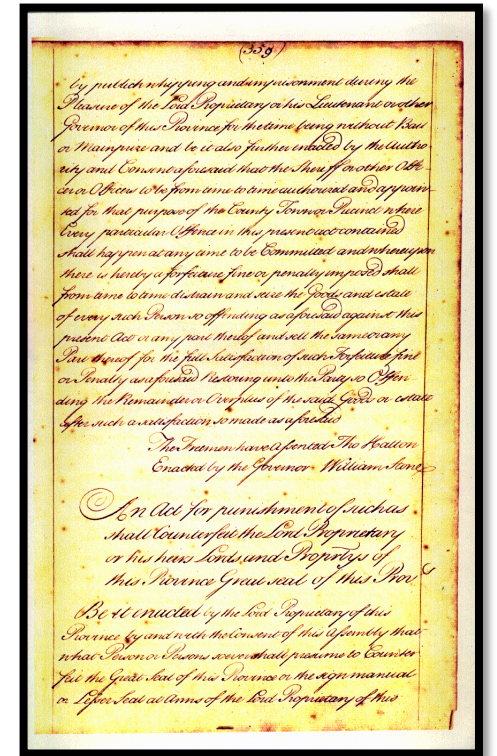 (359)
by publick whipping and imprisonment dureing the
Pleasure of the Lord Proprietary or his Lieutenant or other
Governor of this Province for the time being without Baile
or Mainprize and be it also further enacted by the Autho
rity and Consent aforesaid that the Sheriff or other Offi-
cer or Officers to be from time to time authorized and appoin-
ted for that purpose of the County Town or Precinct where
Every particular Offence in this present act contained
shall happen at any time to be Committed and whereupon
there is hereby a forfeiture fine or penalty imposed shall
from time to time distrain and seize the Goods and estate
of every such Person so offending as aforesaid against this
present Act or any part thereof and sell the same or any
Part thereof for the full Satisfaction of such Forfeiture fine
or Penalty as aforesaid Restoring unto the Party so Offen
ding the Remainder or Overplus of the said Goods or estate
after such a satisfaction so made as aforesaid
The Freemen have assented Tho Hatton
Enacted by the Governor William Stone
An Act for punishment of such as
shall Counterfeit the Lord Proprietary
or his heirs Lords and Proprtys of
this Province Great seal of this Prov
Be it enacted by the Lord Proprietary of this
Province by and with the Consent of this Assembly that
what Person or Persons soever shall presume to Counter
feit the Great Seal of this Province or the sign manual
or Lesser Seal at Arms of the Lord Proprietary of this